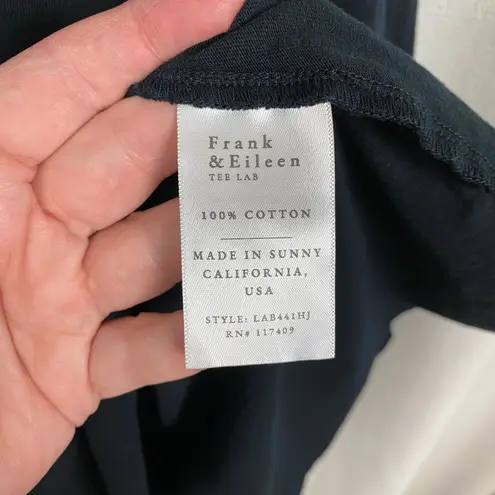 Frank
& Eileen
TEE LAB
100% COTTON
MADE IN SUNNY
CALIFORNIA,
USA
STYLE: LAB441HJ
RN# 117409